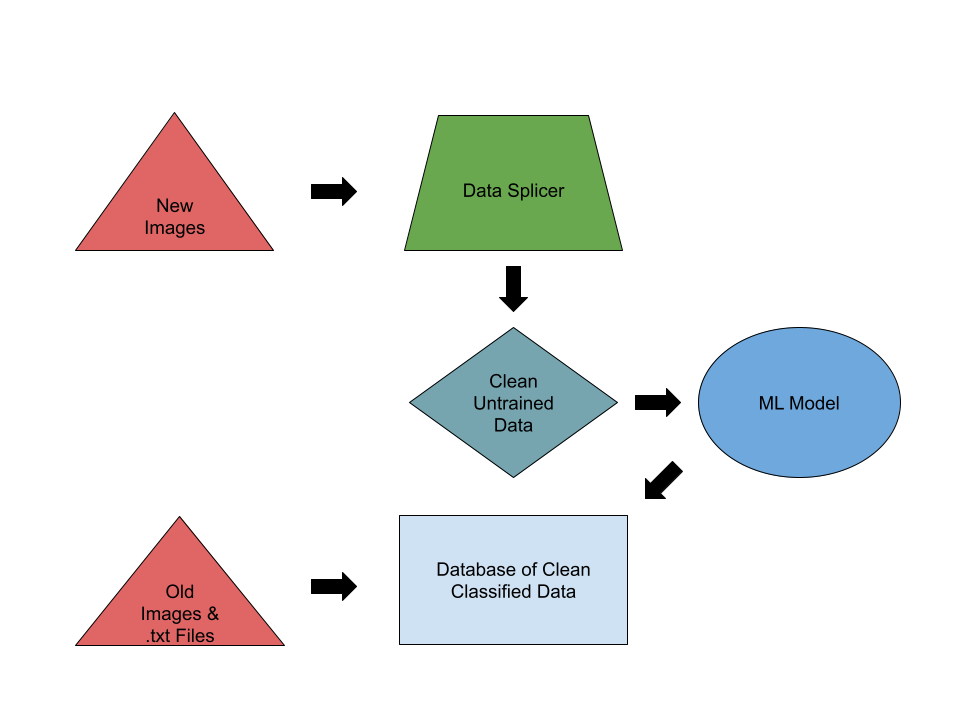 New
Images
Data Splicer
Clean
Untrained
Data
ML Model
Old
Images &
.txt Files
Database of Clean
Classified Data